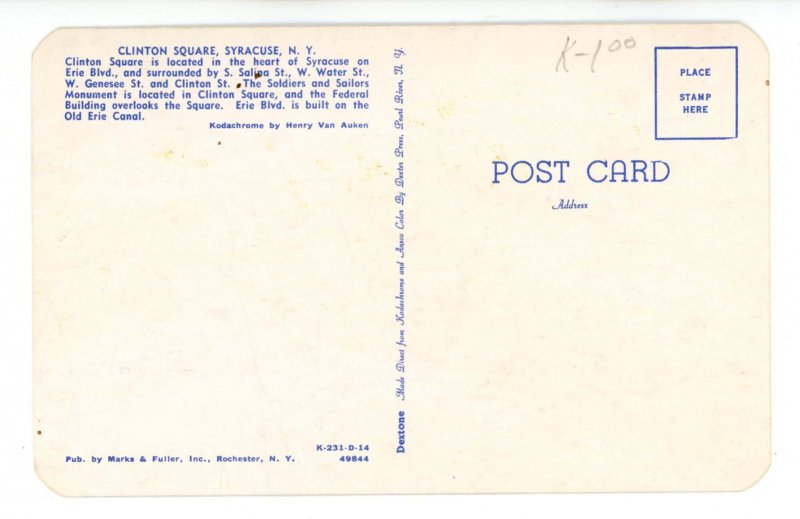 CLINTON SQUARE, SYRACUSE, N. Y.
Clinton Square is located in the heart of Syracuse on
Erie Blvd., and surrounded by S. Salina St., W. Water St.,
W. Genesee St. and Clinton St. The Soldiers and Sailors
Monument is located in Clinton Square, and the Federal
Building overlooks the Square. Erie Blvd. is built on the
Old Erie Canal.
Kodachrome by Henry Van Auken
K-231-D-14
Pub. by Marks & Fuller, Inc., Rochester, N. Y. 49844
Dextone Made Direct from Kodachrome and Ansco Color By Dexter Press, Pearl River, N. Y.
K-1 00
PLACE
STAMP
HERE
POST CARD
Address